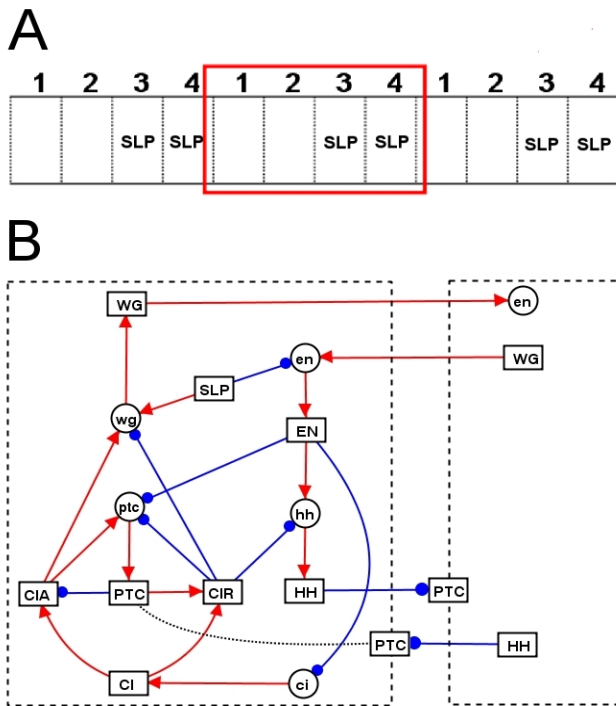 A
1 2 3 4 1 2 3 4 1 2 3 4
SLP SLP SLP SLP SLP SLP
B
WG en
en WG
SLP
wg EN
ptc hh
CIA PTC CIR HH PTC
PTC HH
CI ci